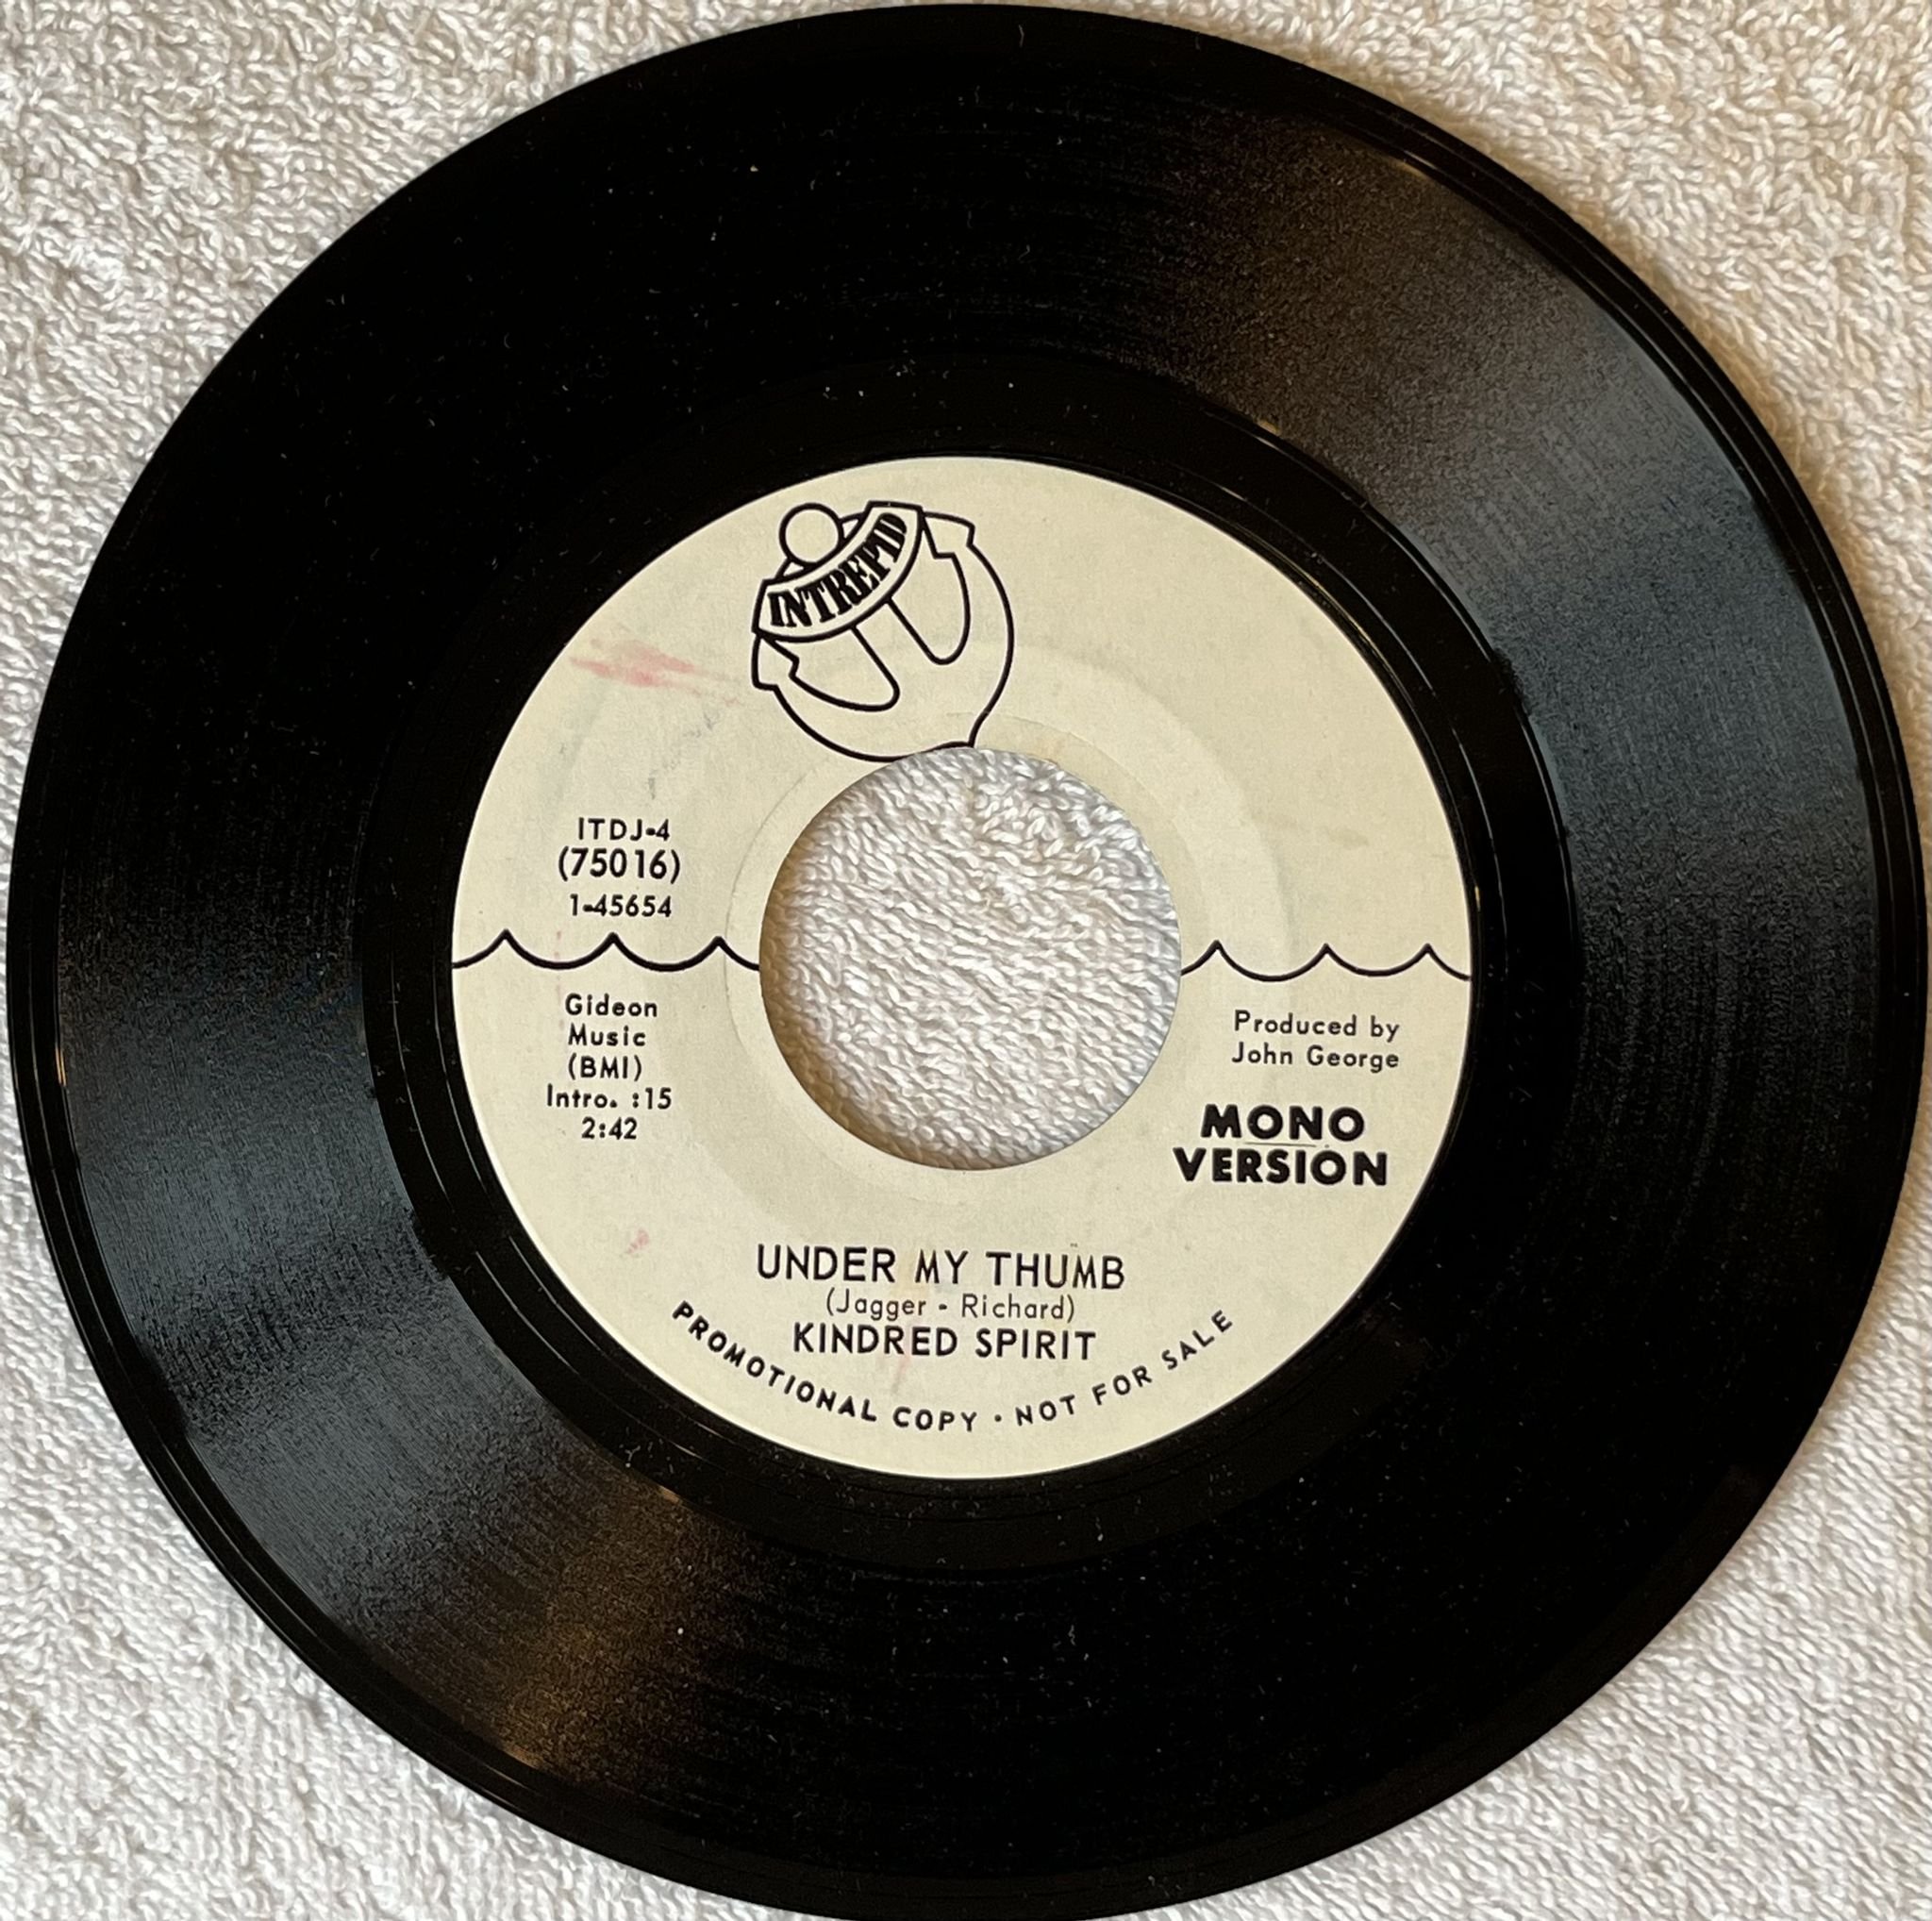 INTREPID
ITDJ-4
(75016)
1-45654
Gideon
Music
(BMI)
Intro. :15
2:42
Produced by
John George
MONO
VERSION
UNDER MY THUMB
(Jagger - Richard)
KINDRED SPIRIT
PROMOTIONAL COPY · NOT FOR SALE